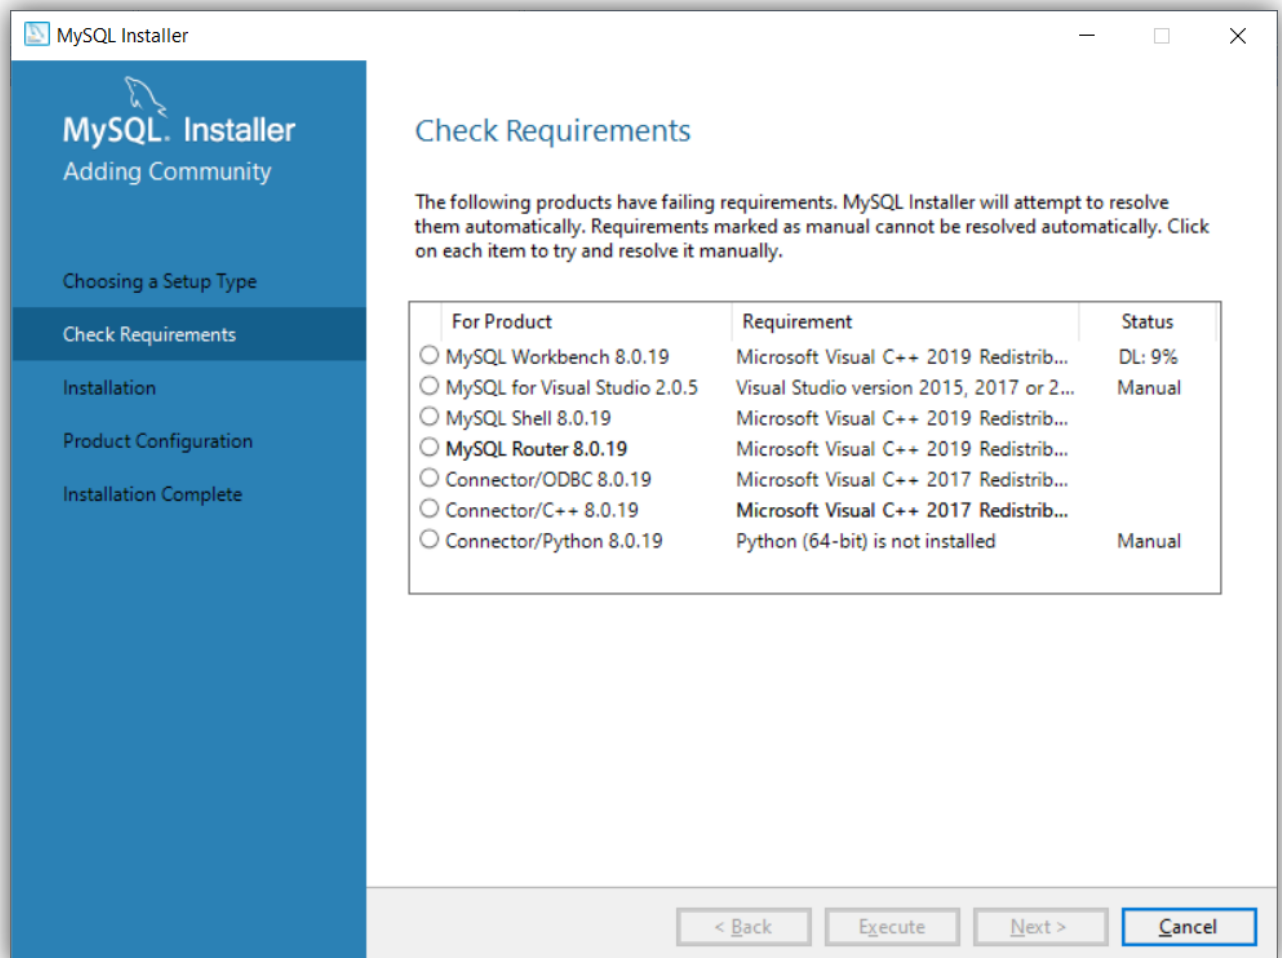 MySQL Installer
MySQL. Installer
Adding Community
Choosing a Setup Type
Check Requirements
Installation
Product Configuration
Installation Complete
Check Requirements
The following products have failing requirements. MySQL Installer will attempt to resolve
them automatically. Requirements marked as manual cannot be resolved automatically. Click
on each item to try and resolve it manually.
For Product Requirement Status
MySQL Workbench 8.0.19 Microsoft Visual C++ 2019 Redistrib... DL: 9%
MySQL for Visual Studio 2.0.5 Visual Studio version 2015, 2017 or 2... Manual
MySQL Shell 8.0.19 Microsoft Visual C++ 2019 Redistrib...
MySQL Router 8.0.19 Microsoft Visual C++ 2019 Redistrib...
Connector/ODBC 8.0.19 Microsoft Visual C++ 2017 Redistrib...
Connector/C++ 8.0.19 Microsoft Visual C++ 2017 Redistrib...
Connector/Python 8.0.19 Python (64-bit) is not installed Manual
< Back Execute Next > Cancel